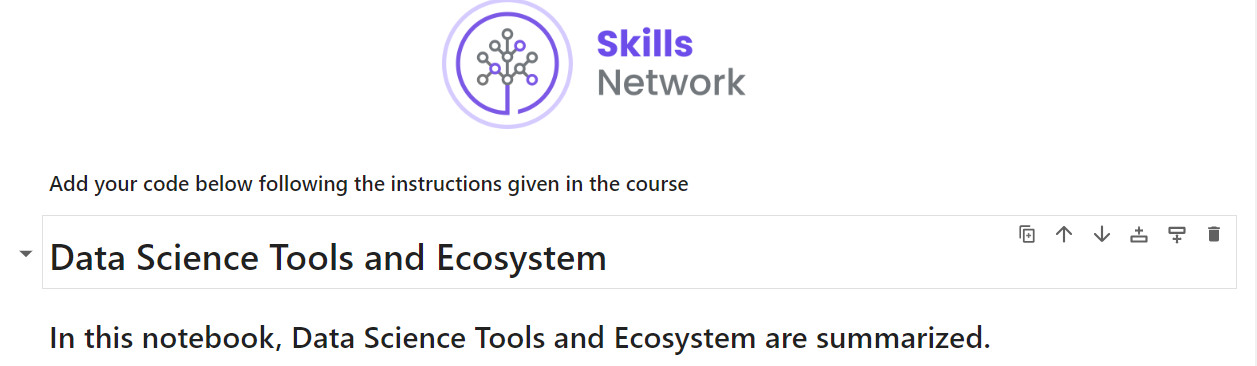 Skills
Network
Add your code below following the instructions given in the course
Data Science Tools and Ecosystem
In this notebook, Data Science Tools and Ecosystem are summarized.